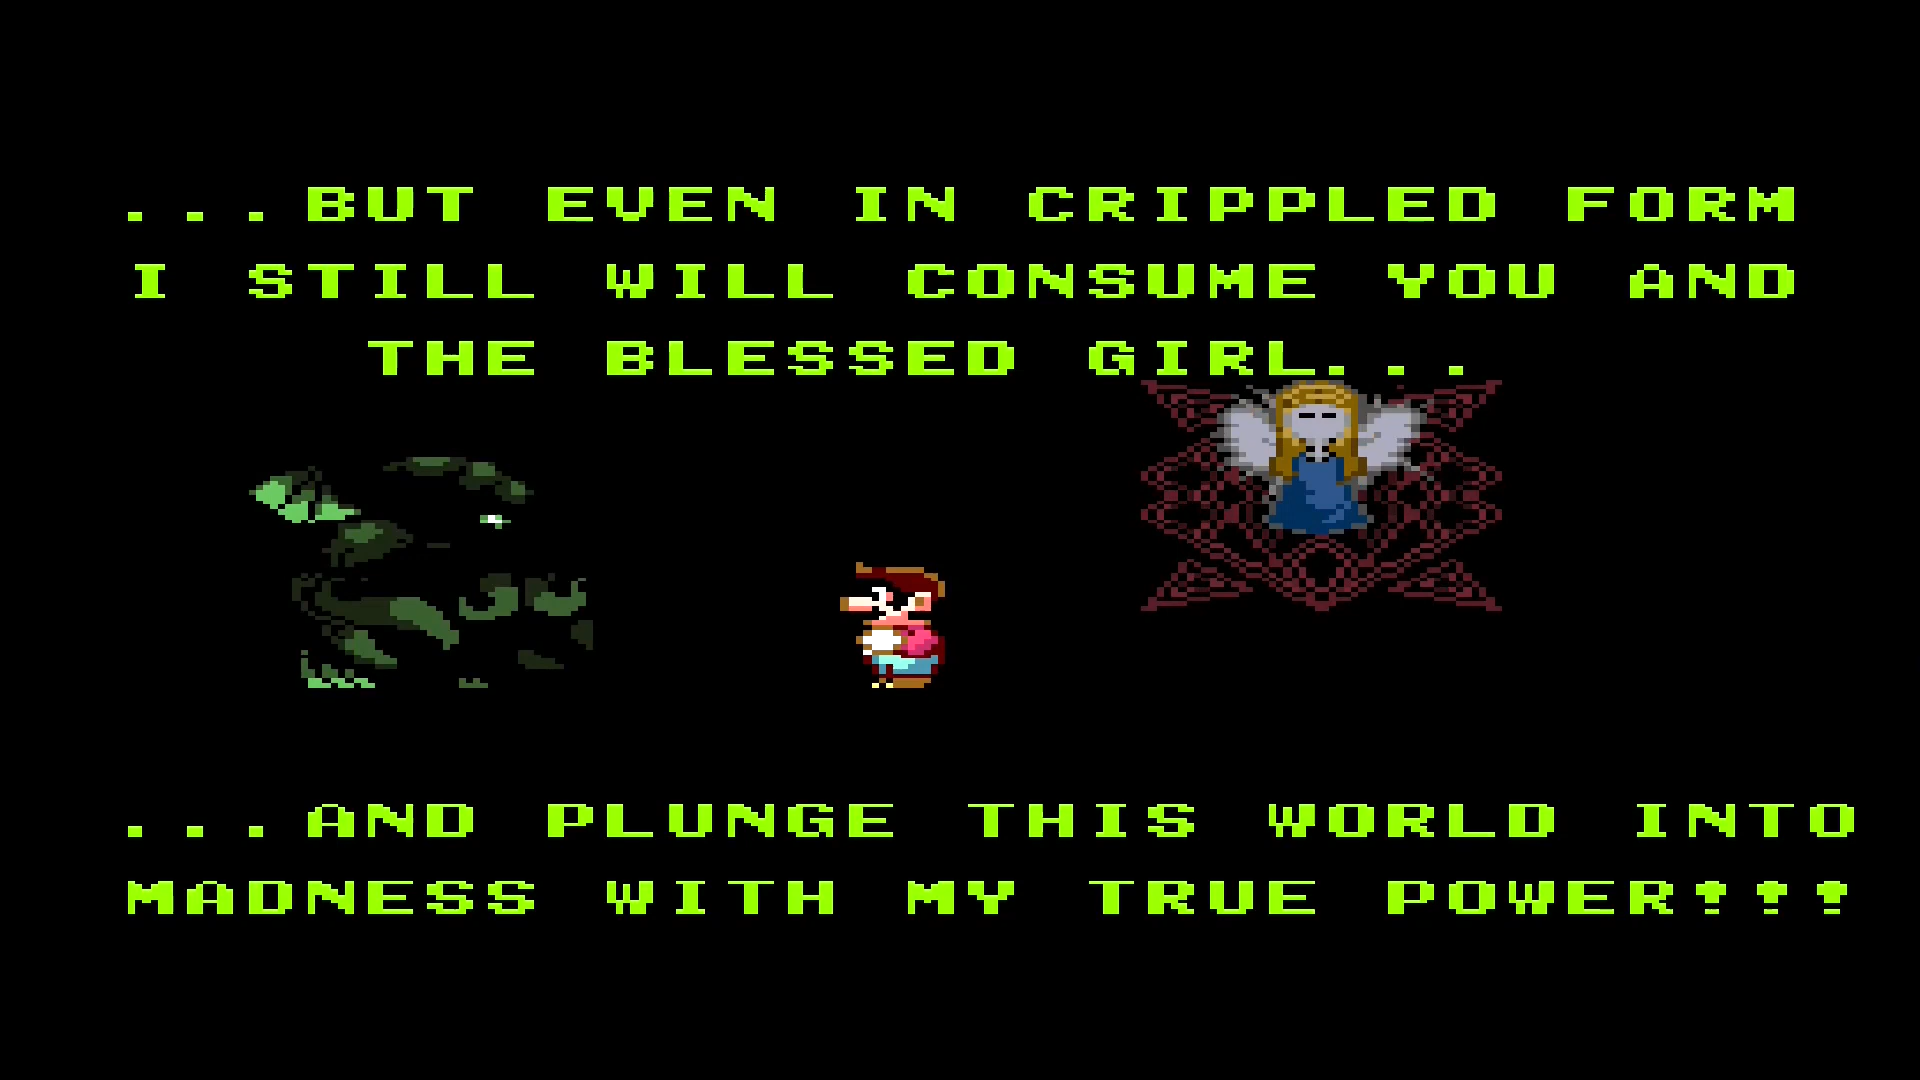 ...BUT EVEN IN CRIPPLED FORM
I STILL WILL CONSUME YOU AND
THE BLESSED GIRL...
...AND PLUNGE THIS WORLD INTO
MADNESS WITH MY TRUE POWER!!!